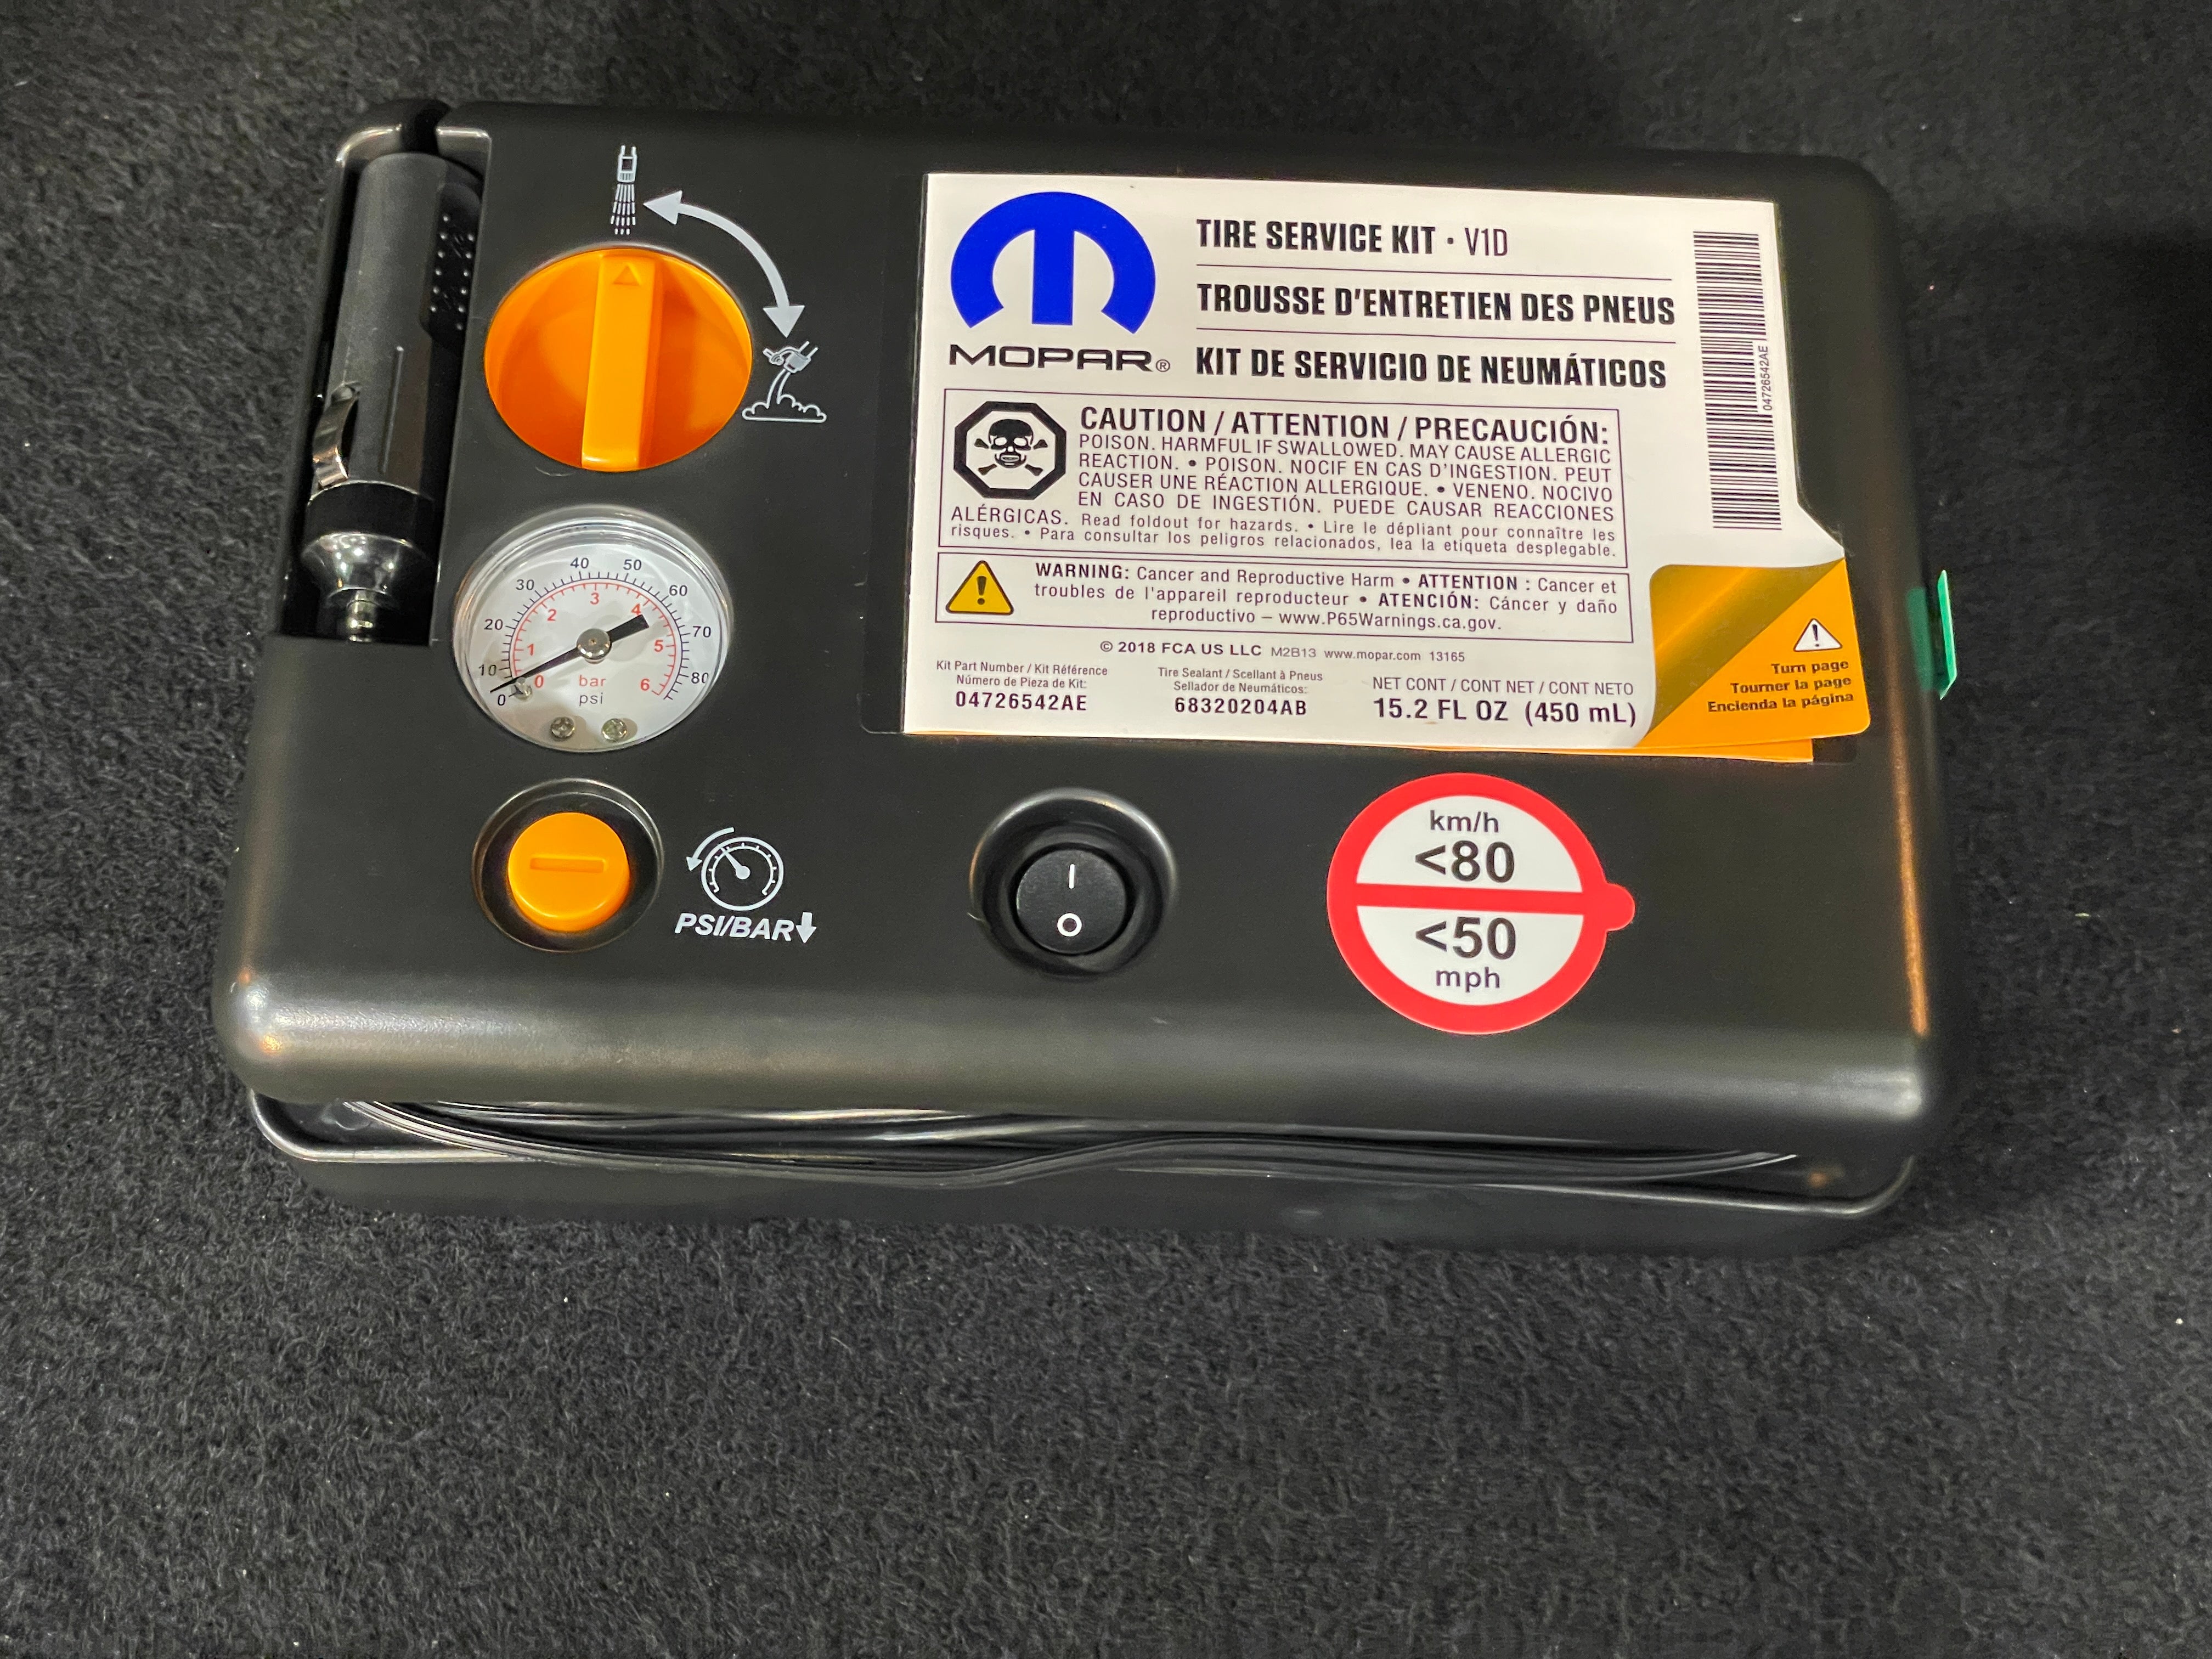 TIRE SERVICE KIT • V1D
TROUSSE D'ENTRETIEN DES PNEUS
MOPAR®
KIT DE SERVICIO DE NEUMÁTICOS
04726542AE
CAUTION / ATTENTION / PRECAUCIÓN:
POISON. HARMFUL IF SWALLOWED. MAY CAUSE ALLERGIC
REACTION. • POISON. NOCIF EN CAS D'INGESTION. PEUT
CAUSER UNE RÉACTION ALLERGIQUE. • VENENO. NOCIVO
EN CASO DE INGESTIÓN. PUEDE CAUSAR REACCIONES
ALÉRGICAS. Read foldout for hazards. • Lire le dépliant pour connaître les
risques. • Para consultar los peligros relacionados, lea la etiqueta desplegable.
WARNING: Cancer and Reproductive Harm • ATTENTION : Cancer et
troubles de l'appareil reproducteur • ATENCIÓN: Cáncer y daño
reproductivo – www.P65Warnings.ca.gov.
© 2018 FCA US LLC M2B13 www.mopar.com 13165
Kit Part Number / Kit Référence
Número de Pieza de Kit:
04726542AE
Tire Sealant / Scellant à Pneus
Sellador de Neumáticos:
68320204AB
NET CONT / CONT NET / CONT NETO
15.2 FL OZ (450 mL)
Turn page
Tourner la page
Encienda la página
0 10 20 30 40 50 60 70 80
0 1 2 3 4 5 6
bar
psi
PSI/BAR
I
O
km/h
<80
<50
mph